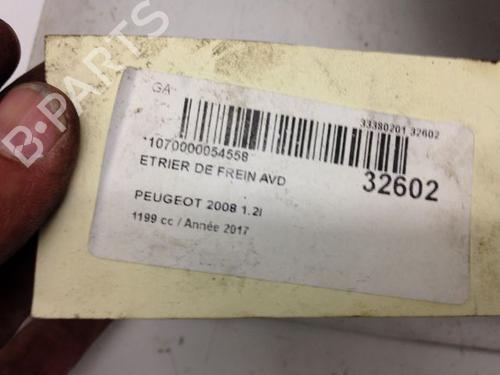 GA
33380201 32602
*1070000054558*
ETRIER DE FREIN AVD
32602
PEUGEOT 2008 1.2I
1199 cc / Année 2017
B-PARTS